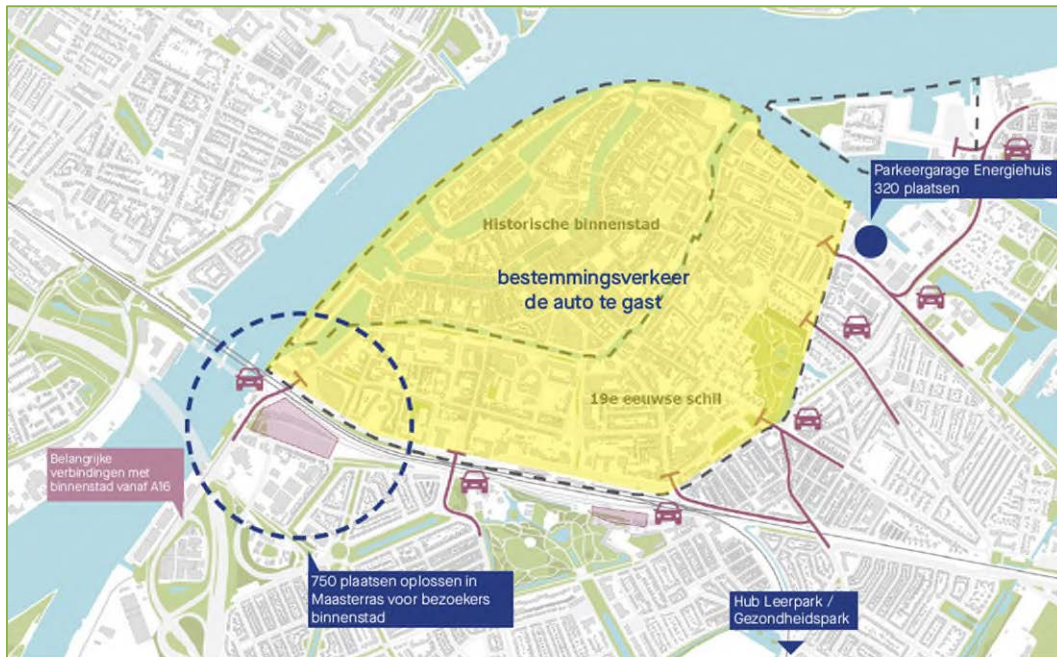 Parkeergarage Energiehuis
320 plaatsen
Historische binnenstad
bestemmingsverkeer
de auto te gast
19e eeuwse schil
Belangrijke
verbindingen met
binnenstad vanaf A16
750 plaatsen oplossen in
Maasterras voor bezoekers
binnenstad
Hub Leerpark /
Gezondheidspark